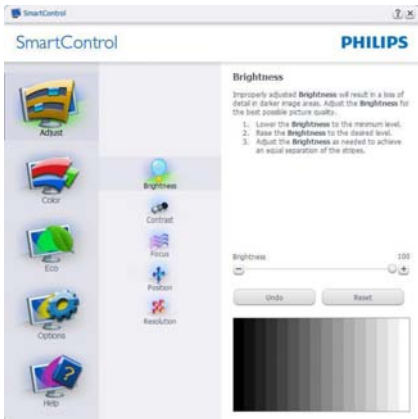 SmartControl
? x
SmartControl
PHILIPS
Adjust
Color
Eco
Options
Help
Brightness
Contrast
Focus
Position
Resolution
Brightness
Improperly adjusted Brightness will result in a loss of
detail in darker image areas. Adjust the Brightness for
the best possible picture quality.
1. Lower the Brightness to the minimum level.
2. Raise the Brightness to the desired level.
3. Adjust the Brightness as needed to achieve
an equal separation of the stripes.
Brightness 100
Undo Reset